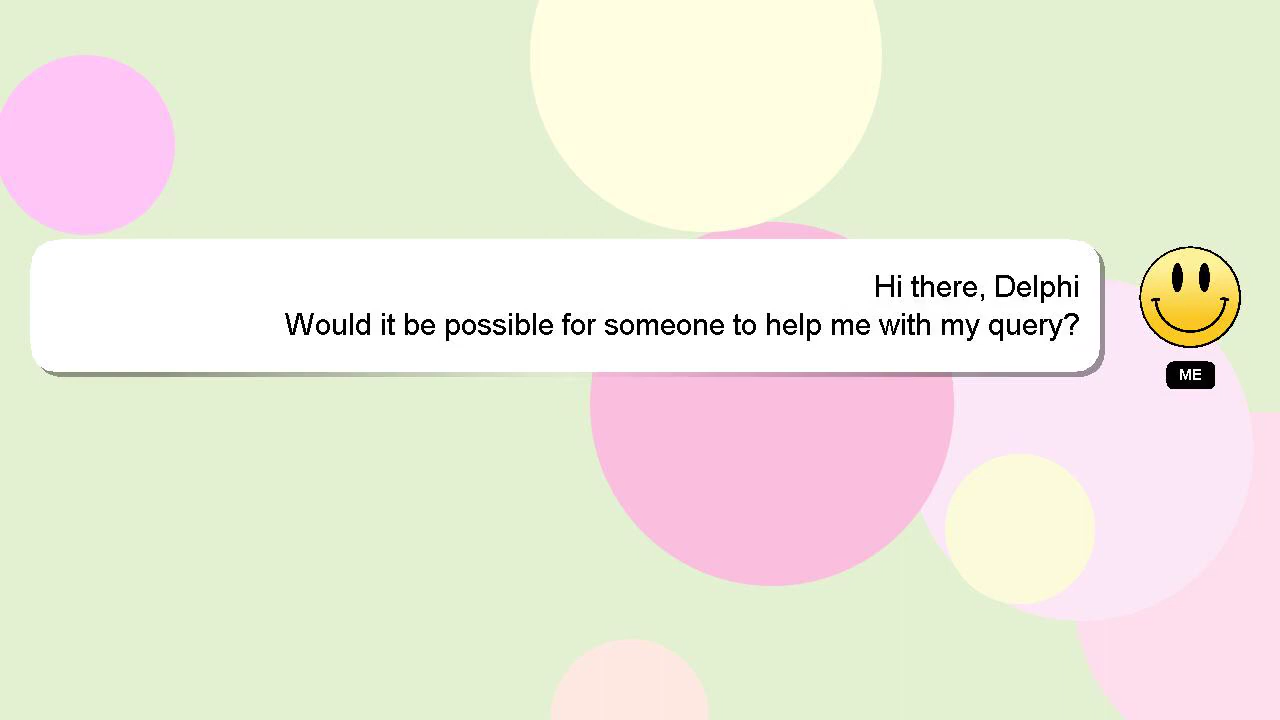 Hi there, Delphi
Would it be possible for someone to help me with my query?
ME